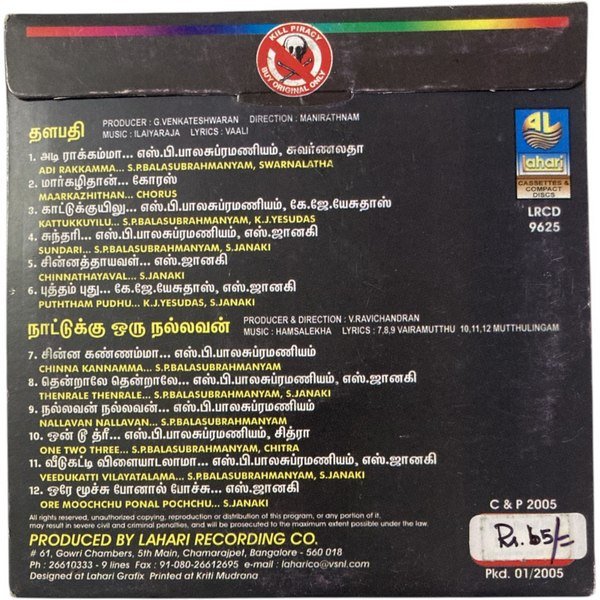 KILL PIRACY
BUY ORIGINAL ONLY
தளபதி PRODUCER : G.VENKATESHWARAN DIRECTION : MANIRATHNAM
MUSIC : ILAIYARAJA LYRICS : VAALI
1. அடி ராக்கம்மா... எஸ்.பி.பாலசுப்ரமணியம், சுவர்ணலதா
ADI RAKKAMMA... S.P.BALASUBRAHMANYAM, SWARNALATHA
2. மார்கழிதான்... கோரஸ்
MAARKAZHITHAN... CHORUS
3. காட்டுக்குயிலு... எஸ்.பி.பாலசுப்ரமணியம், கே.ஜே.யேசுதாஸ்
KATTUKKUYILU... S.P.BALASUBRAHMANYAM, K.J.YESUDAS
4. சுந்தரி... எஸ்.பி.பாலசுப்ரமணியம், எஸ்.ஜானகி
SUNDARI... S.P.BALASUBRAHMANYAM, S.JANAKI
5. சின்னத்தாயவள்... எஸ்.ஜானகி
CHINNATHAYAVAL... S.JANAKI
6. புத்தம் புது... கே.ஜே.யேசுதாஸ், எஸ்.ஜானகி
PUTHTHAM PUDHU... K.J.YESUDAS, S.JANAKI
நாட்டுக்கு ஒரு நல்லவன் PRODUCER & DIRECTION : V.RAVICHANDRAN
MUSIC : HAMSALEKHA LYRICS : 7,8,9 VAIRAMUTTHU 10,11,12 MUTTHULINGAM
7. சின்ன கண்ணம்மா... எஸ்.பி.பாலசுப்ரமணியம்
CHINNA KANNAMMA... S.P.BALASUBRAHMANYAM
8. தென்றாலே தென்றாலே... எஸ்.பி.பாலசுப்ரமணியம், எஸ்.ஜானகி
THENRALE THENRALE... S.P.BALASUBRAHMANYAM, S.JANAKI
9. நல்லவன் நல்லவன்... எஸ்.பி.பாலசுப்ரமணியம்
NALLAVAN NALLAVAN... S.P.BALASUBRAHMANYAM
10. ஒன் டு த்ரீ... எஸ்.பி.பாலசுப்ரமணியம், சித்ரா
ONE TWO THREE... S.P.BALASUBRAHMANYAM, CHITRA
11. வீடுகட்டி விளையாடலாமா... எஸ்.பி.பாலசுப்ரமணியம், எஸ்.ஜானகி
VEEDUKATTI VILAYATALAMA... S.P.BALASUBRAHMANYAM, S.JANAKI
12. ஒரே மூச்சு போனால் போச்சு... எஸ்.ஜானகி
ORE MOOCHCHU PONAL POCHCHU... S.JANAKI
lahari
CASSETTES & COMPACT DISCS
LRCD
9625
All rights reserved, unauthorized copying, reproduction or distribution of this program, or any portion of it,
may result in severe civil and criminal penalties, and will be prosecuted to the maximum extent possible under the law.
PRODUCED BY LAHARI RECORDING CO.
# 61, Gowri Chambers, 5th Main, Chamarajpet, Bangalore - 560 018
Ph : 26610333 - 9 lines Fax : 91-080-26612695 e-mail : laharico@vsnl.com
Designed at Lahari Grafix Printed at Kriti Mudrana
C & P 2005
Rs. 65/-
Pkd. 01/2005